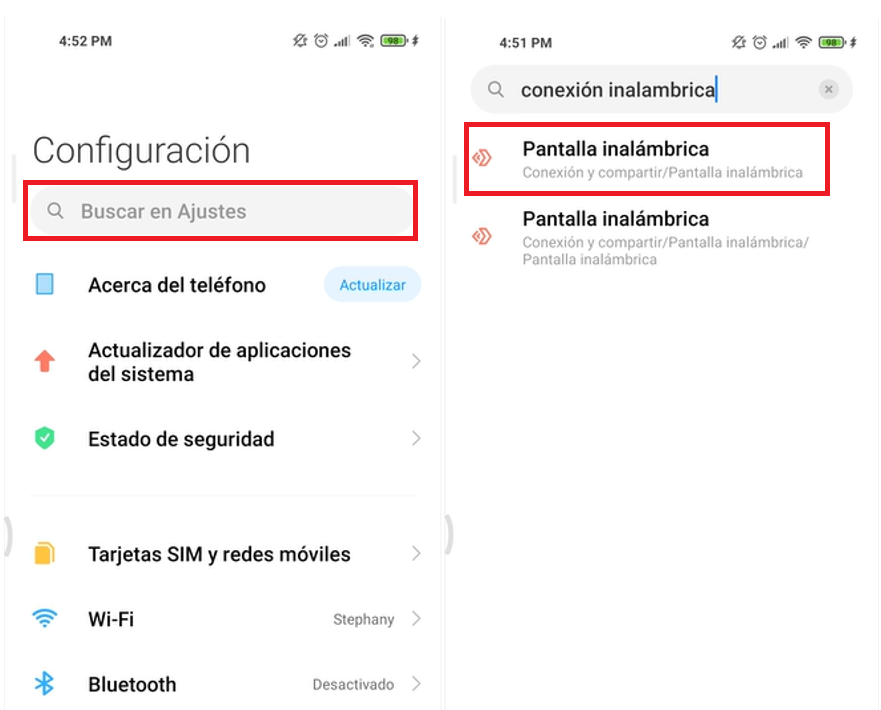 4:52 PM
98
Configuración
Buscar en Ajustes
Acerca del teléfono
Actualizar
Actualizador de aplicaciones
del sistema
Estado de seguridad
Tarjetas SIM y redes móviles
Wi-Fi
Stephany
Bluetooth
Desactivado
4:51 PM
98
conexión inalambrica
Pantalla inalámbrica
Conexión y compartir/Pantalla inalámbrica
Pantalla inalámbrica
Conexión y compartir/Pantalla inalámbrica/
Pantalla inalámbrica